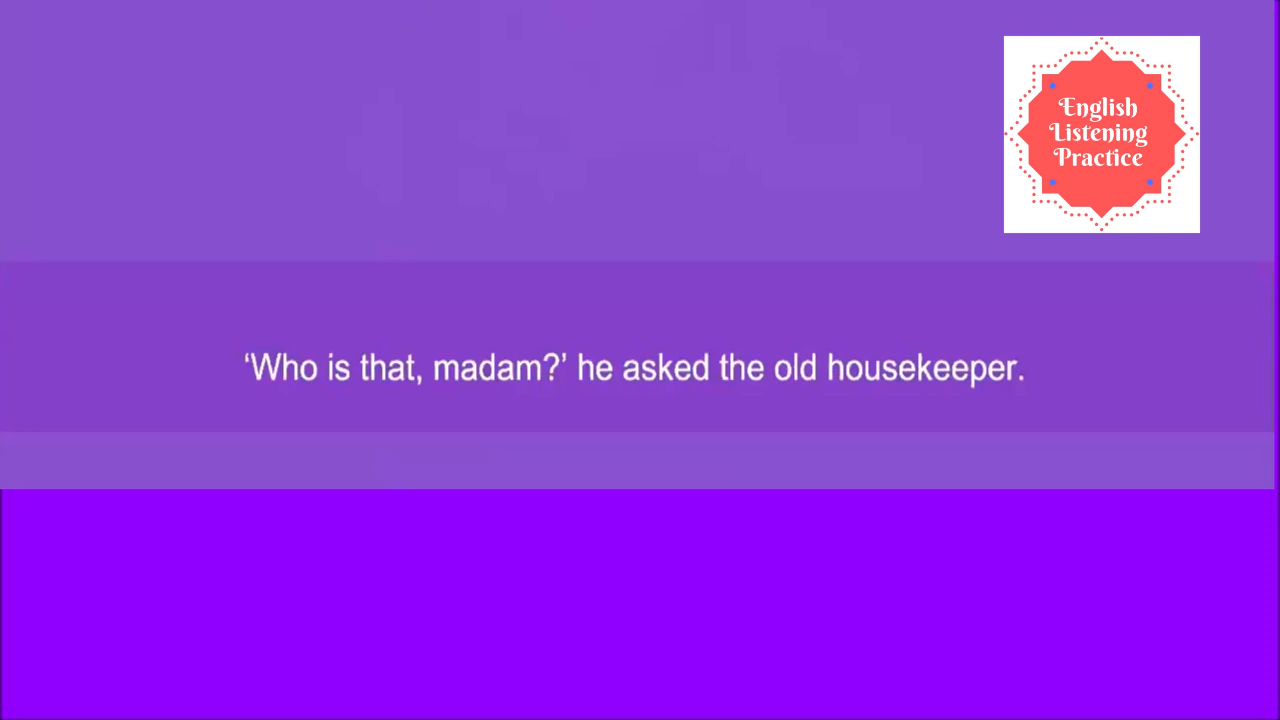 English
Listening
Practice
‘Who is that, madam?’ he asked the old housekeeper.